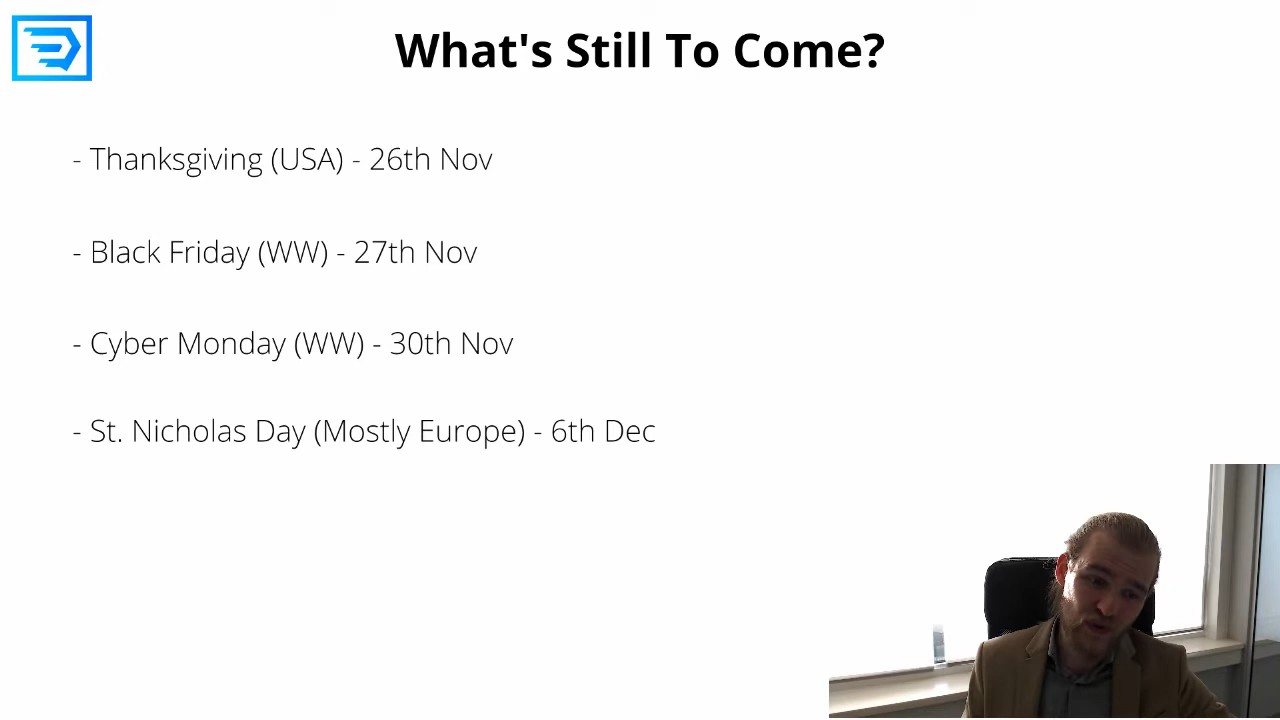 What's Still To Come?
- Thanksgiving (USA) - 26th Nov
- Black Friday (WW) - 27th Nov
- Cyber Monday (WW) - 30th Nov
- St. Nicholas Day (Mostly Europe) - 6th Dec